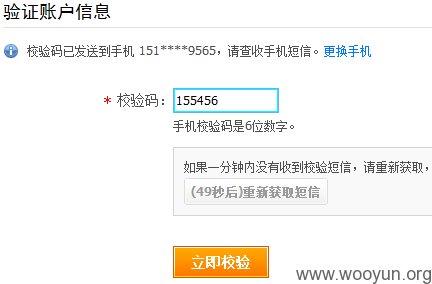 验证账户信息
校验码已发送到手机 151****9565，请查收手机短信。更换手机
* 校验码： 155456
手机校验码是6位数字。
如果一分钟内没有收到校验短信，请重新获取，
(49秒后)重新获取短信
立即校验
www.wooyun.org